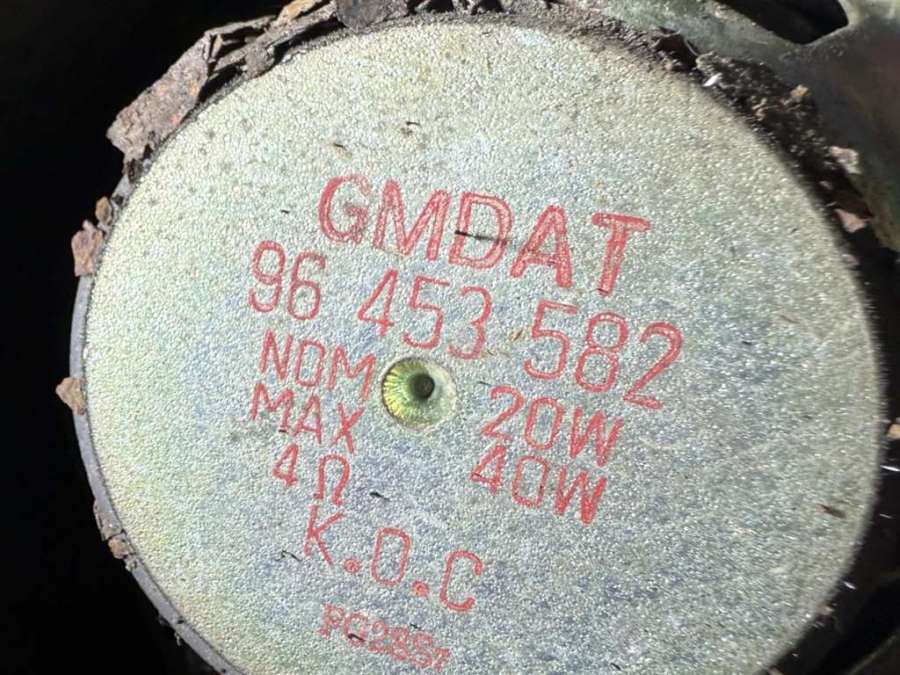 GMDAT
96 453 582
NOM 20W
MAX 40W
4Ω
K.O.C